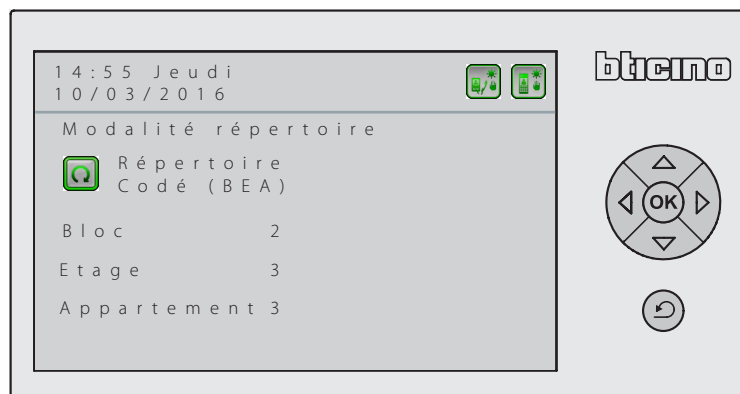 14:55 Jeudi
10/03/2016
bticino
Modalité répertoire
Répertoire
Codé (BEA)
Bloc 2
Etage 3
Appartement 3
OK